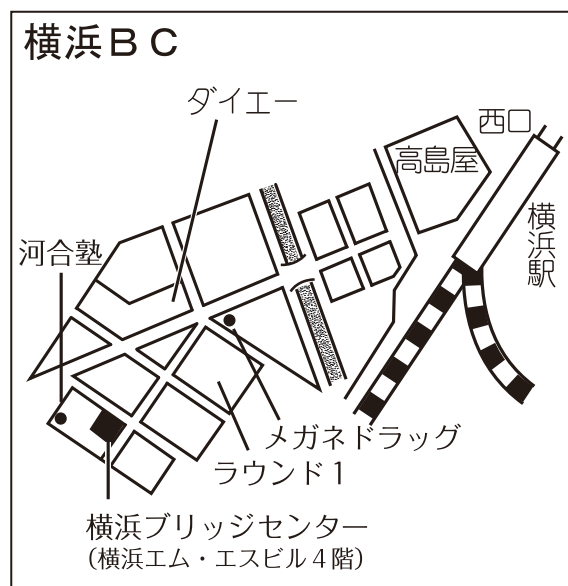 横浜BC
ダイエー
西口
高島屋
横浜駅
河合塾
メガネドラッグ
ラウンド1
横浜ブリッジセンター
(横浜エム・エスビル4階)